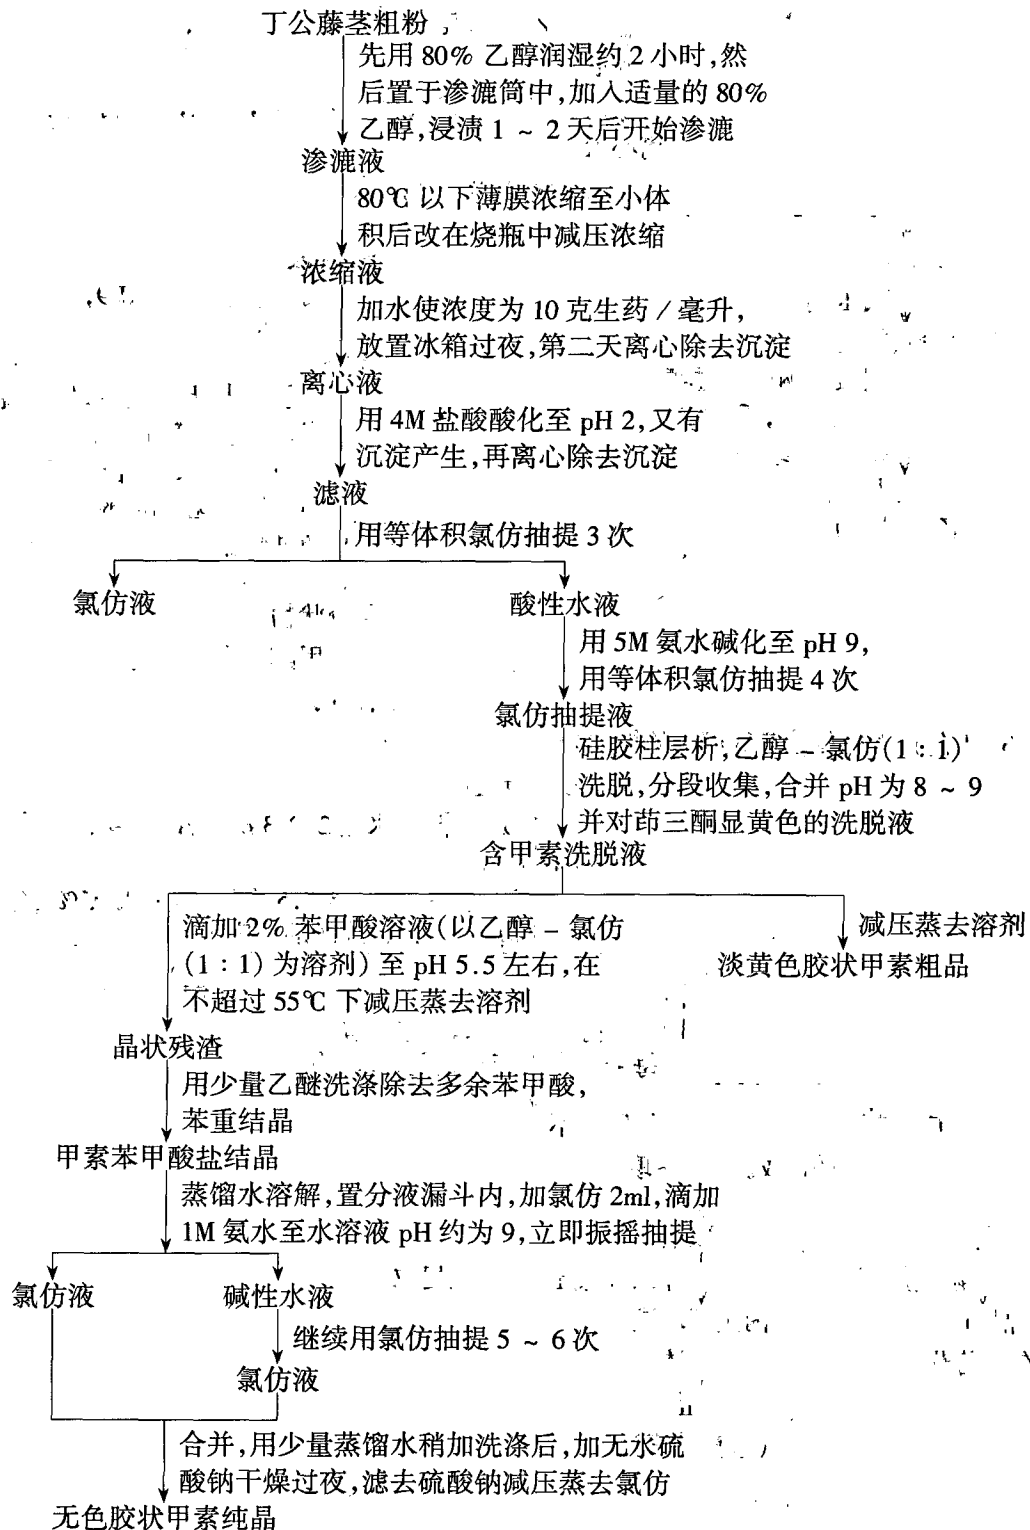 丁公藤茎粗粉
先用80% 乙醇润湿约2小时,然
后置于渗漉筒中,加入适量的80%
乙醇,浸渍1 ~ 2天后开始渗漉
渗漉液
80℃ 以下薄膜浓缩至小体
积后改在烧瓶中减压浓缩
浓缩液
加水使浓度为10克生药/毫升,
放置冰箱过夜,第二天离心除去沉淀
离心液
用4M盐酸酸化至pH 2,又有
沉淀产生,再离心除去沉淀
滤液
用等体积氯仿抽提3次
氯仿液
酸性水液
用5M氨水碱化至pH 9,
用等体积氯仿抽提4次
氯仿抽提液
硅胶柱层析,乙醇-氯仿(1:1)
洗脱,分段收集,合并pH为8 ~ 9
并对茚三酮显黄色的洗脱液
含甲素洗脱液
滴加2% 苯甲酸溶液(以乙醇-氯仿
(1:1)为溶剂)至pH 5.5左右,在
不超过55℃ 下减压蒸去溶剂
减压蒸去溶剂
淡黄色胶状甲素粗品
晶状残渣
用少量乙醚洗涤除去多余苯甲酸,
苯重结晶
甲素苯甲酸盐结晶
蒸馏水溶解,置分液漏斗内,加氯仿2ml,滴加
1M氨水至水溶液pH约为9,立即振摇抽提
氯仿液
碱性水液
继续用氯仿抽提5 ~ 6次
氯仿液
合并,用少量蒸馏水稍加洗涤后,加无水硫
酸钠干燥过夜,滤去硫酸钠减压蒸去氯仿
无色胶状甲素纯晶